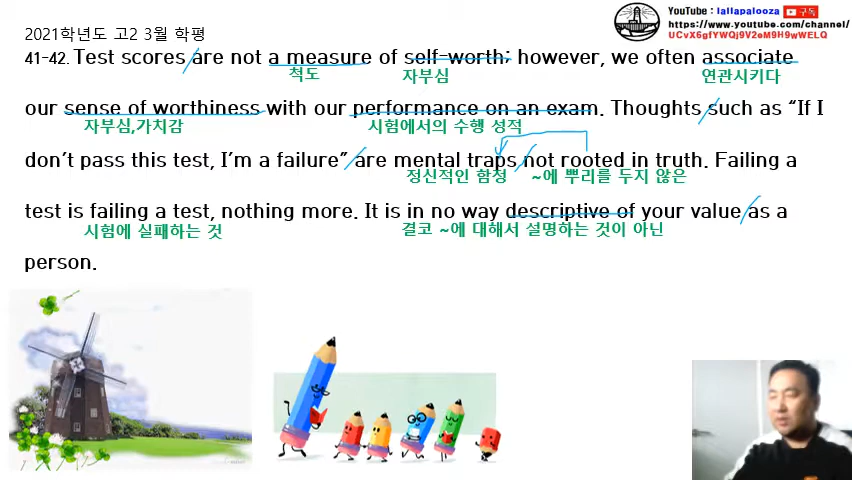 YouTube : lallapalooza 구독
https://www.youtube.com/channel/
UCvX6gfYWQj9V2eM9H9wWELQ
2021학년도 고2 3월 학평
41-42. Test scores are not a measure of self-worth; however, we often associate
척도 자부심 연관시키다
our sense of worthiness with our performance on an exam. Thoughts such as “If I
자부심,가치감 시험에서의 수행 성적
don’t pass this test, I’m a failure” are mental traps not rooted in truth. Failing a
정신적인 함정 ~에 뿌리를 두지 않은
test is failing a test, nothing more. It is in no way descriptive of your value as a
시험에 실패하는 것 결코 ~에 대해서 설명하는 것이 아닌
person.